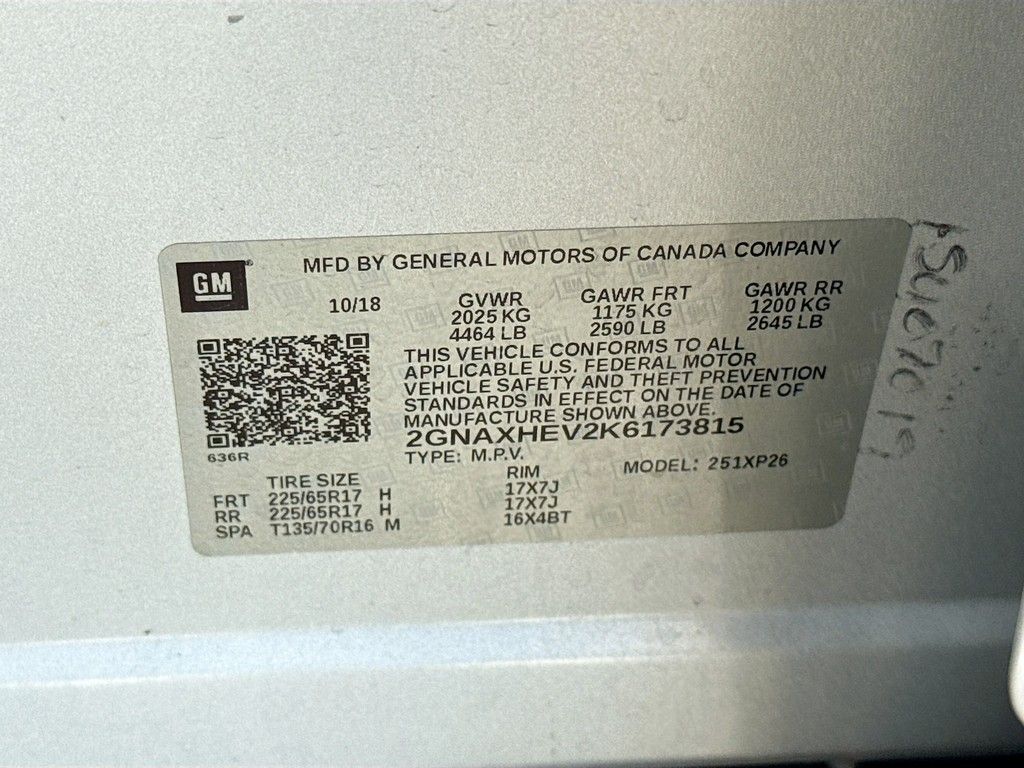 GM
MFD BY GENERAL MOTORS OF CANADA COMPANY
10/18
GVWR
2025 KG
4464 LB
GAWR FRT
1175 KG
2590 LB
GAWR RR
1200 KG
2645 LB
THIS VEHICLE CONFORMS TO ALL
APPLICABLE U.S. FEDERAL MOTOR
VEHICLE SAFETY AND THEFT PREVENTION
STANDARDS IN EFFECT ON THE DATE OF
MANUFACTURE SHOWN ABOVE.
2GNAXHEV2K6173815
636R
TYPE: M.P.V.
MODEL: 251XP26
TIRE SIZE
RIM
FRT 225/65R17 H 17X7J
RR 225/65R17 H 17X7J
SPA T135/70R16 M 16X4BT